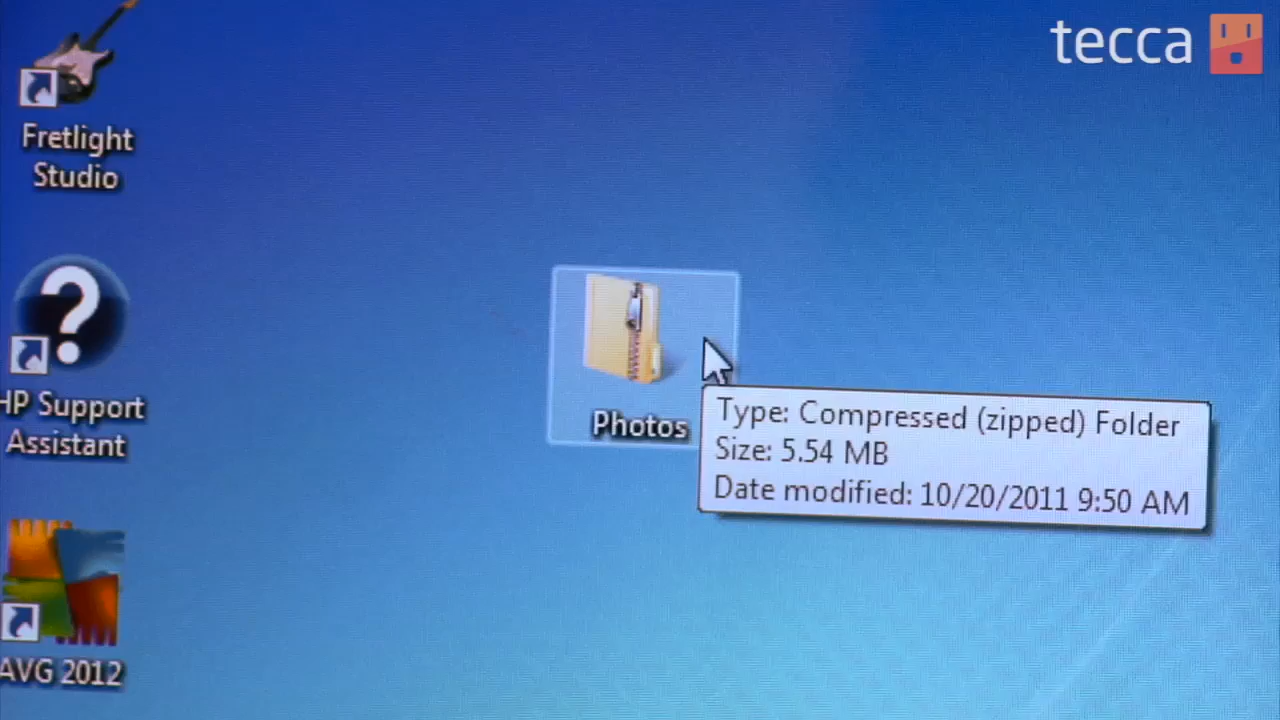 tecca
Fretlight
Studio
HP Support
Assistant
AVG 2012
Photos
Type: Compressed (zipped) Folder
Size: 5.54 MB
Date modified: 10/20/2011 9:50 AM